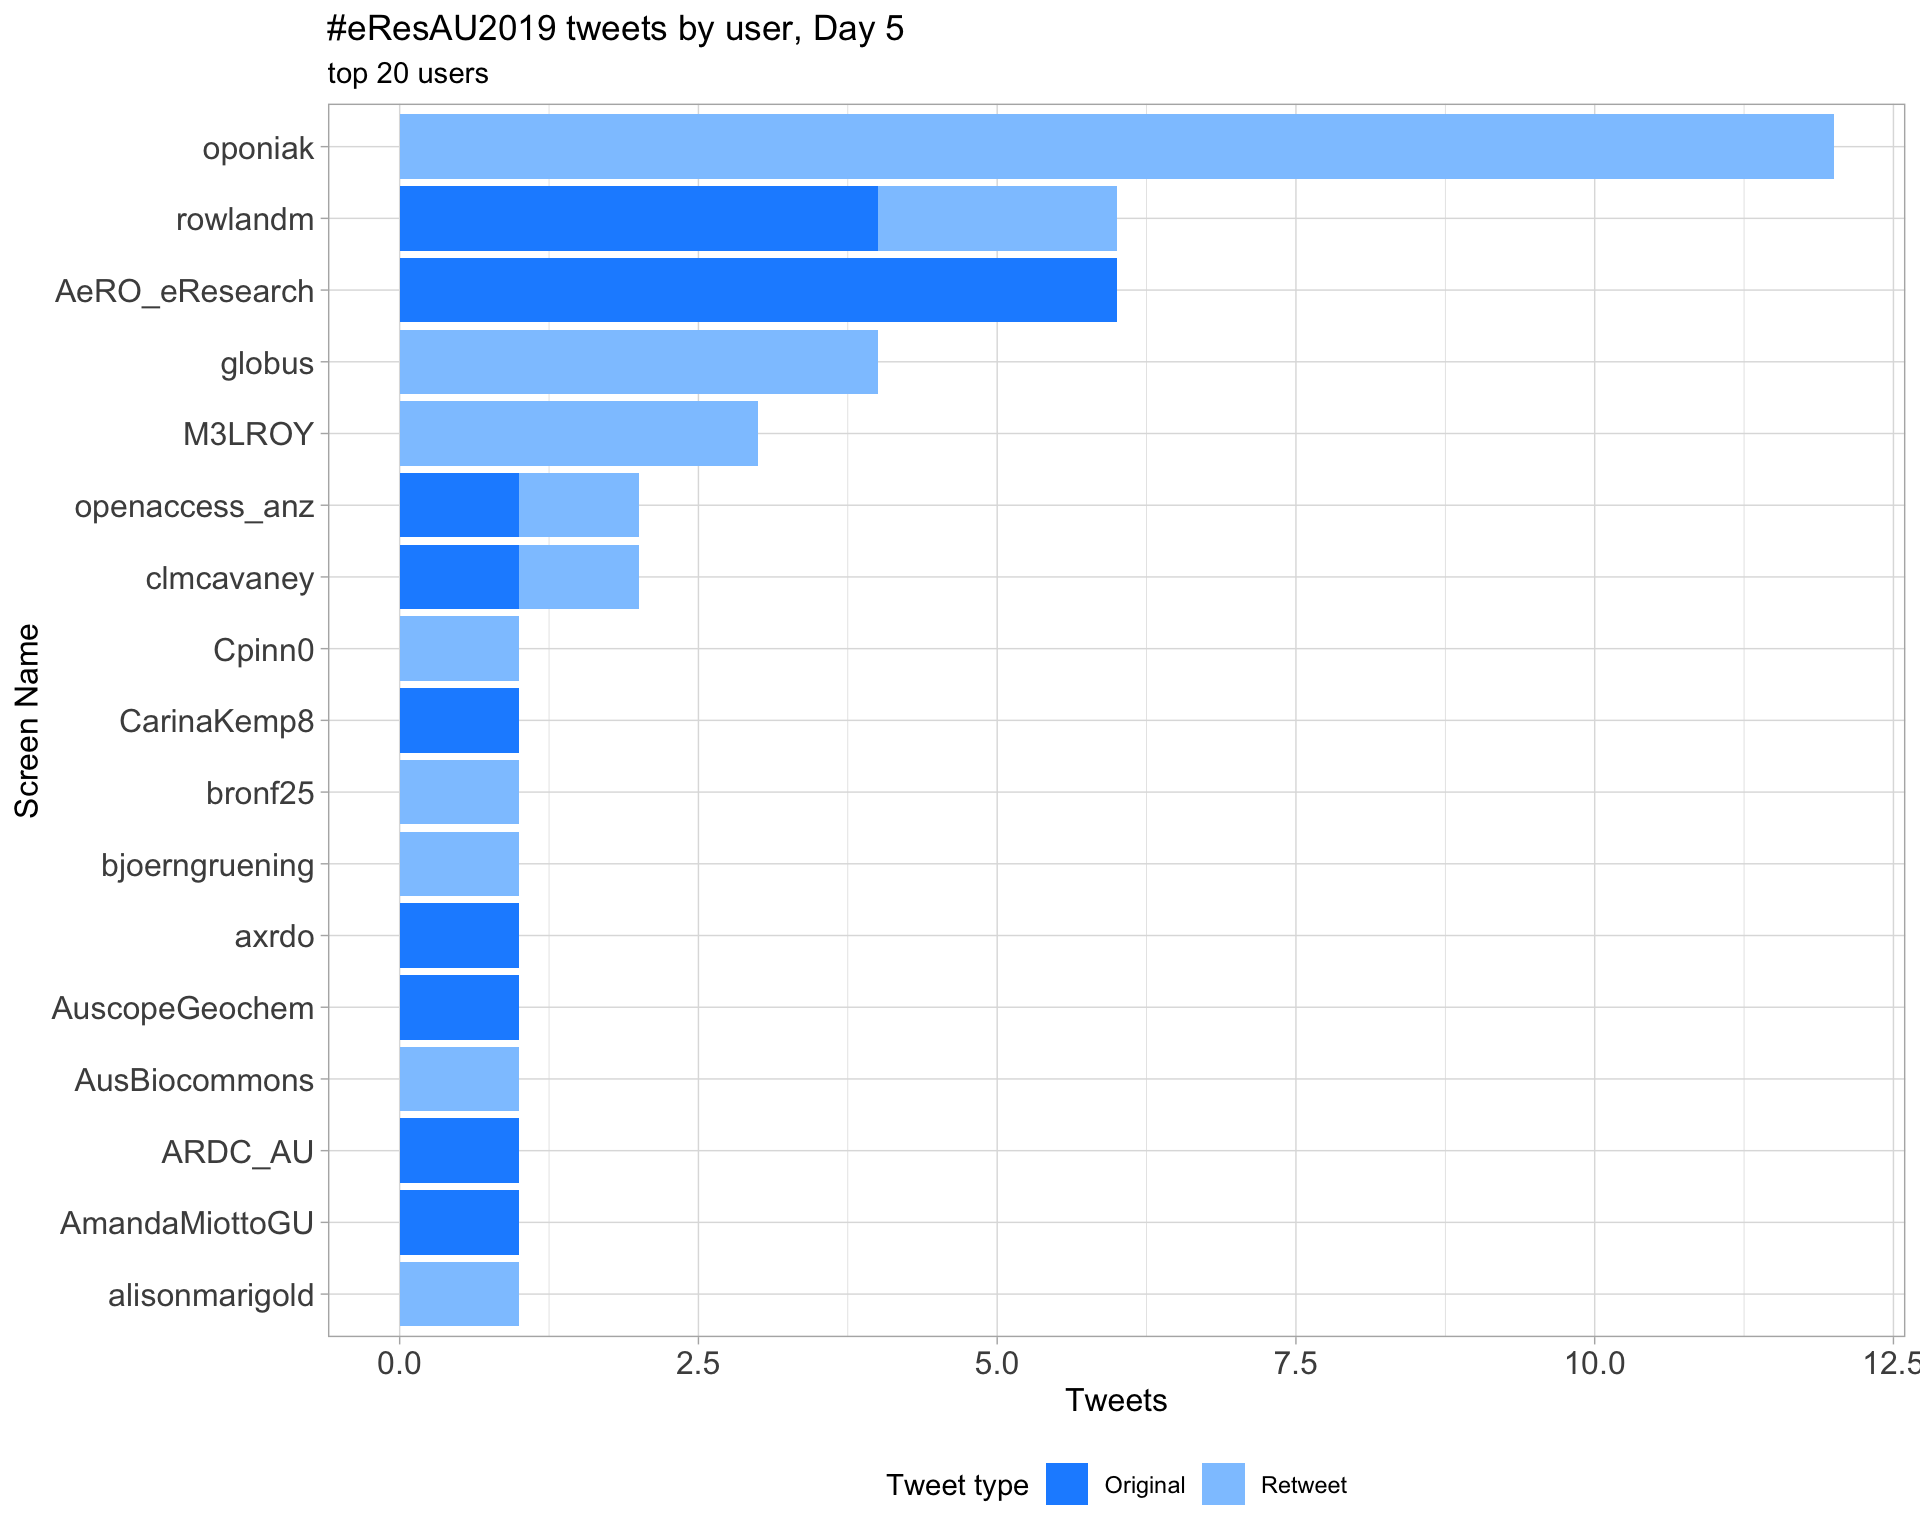 #eResAU2019 tweets by user, Day 5
top 20 users
oponiak
rowlandm
AeRO_eResearch
globus
M3LROY
openaccess_anz
clmcavaney
Cpinn0
CarinaKemp8
bronf25
bjoerngruening
axrdo
AuscopeGeochem
AusBiocommons
ARDC_AU
AmandaMiottoGU
alisonmarigold
Screen Name
0.0 2.5 5.0 7.5 10.0 12.5
Tweets
Tweet type Original Retweet